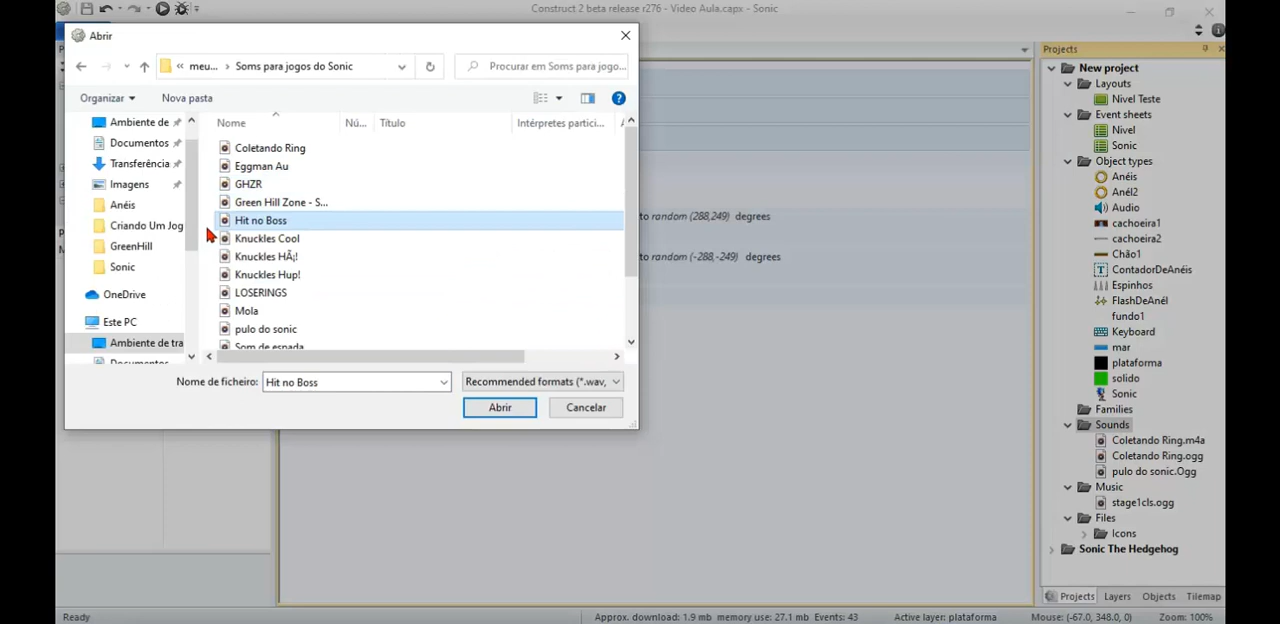 Construct 2 beta release r276 - Video Aula.capx - Sonic
Abrir
« meu... › Soms para jogos do Sonic
Procurar em Soms para jogo...
Organizar
Nova pasta
Nome
Nú...
Título
Intérpretes partici...
Ambiente de
Documentos
Transferência
Imagens
Anéis
Criando Um Jog
GreenHill
Sonic
OneDrive
Este PC
Ambiente de tra
Documentos
Coletando Ring
Eggman Au
GHZR
Green Hill Zone - S...
Hit no Boss
Knuckles Cool
Knuckles HÃ¡!
Knuckles Hup!
LOSERINGS
Mola
pulo do sonic
Som de espada
Nome de ficheiro:
Hit no Boss
Recommended formats (*.wav,
Abrir
Cancelar
to random (288,249) degrees
to random (-288,-249) degrees
Projects
New project
Layouts
Nivel Teste
Event sheets
Nivel
Sonic
Object types
Anéis
Anél2
Audio
cachoeira1
cachoeira2
Chão1
ContadorDeAnéis
Espinhos
FlashDeAnél
fundo1
Keyboard
mar
plataforma
solido
Sonic
Families
Sounds
Coletando Ring.m4a
Coletando Ring.ogg
pulo do sonic.Ogg
Music
stage1cls.ogg
Files
Icons
Sonic The Hedgehog
Projects Layouts Objects Tilemap
Ready
Approx. download: 1.9 mb memory use: 27.1 mb Events: 43
Active layer: plataforma
Mouse: (-67.0, 348.0, 0)
Zoom: 100%